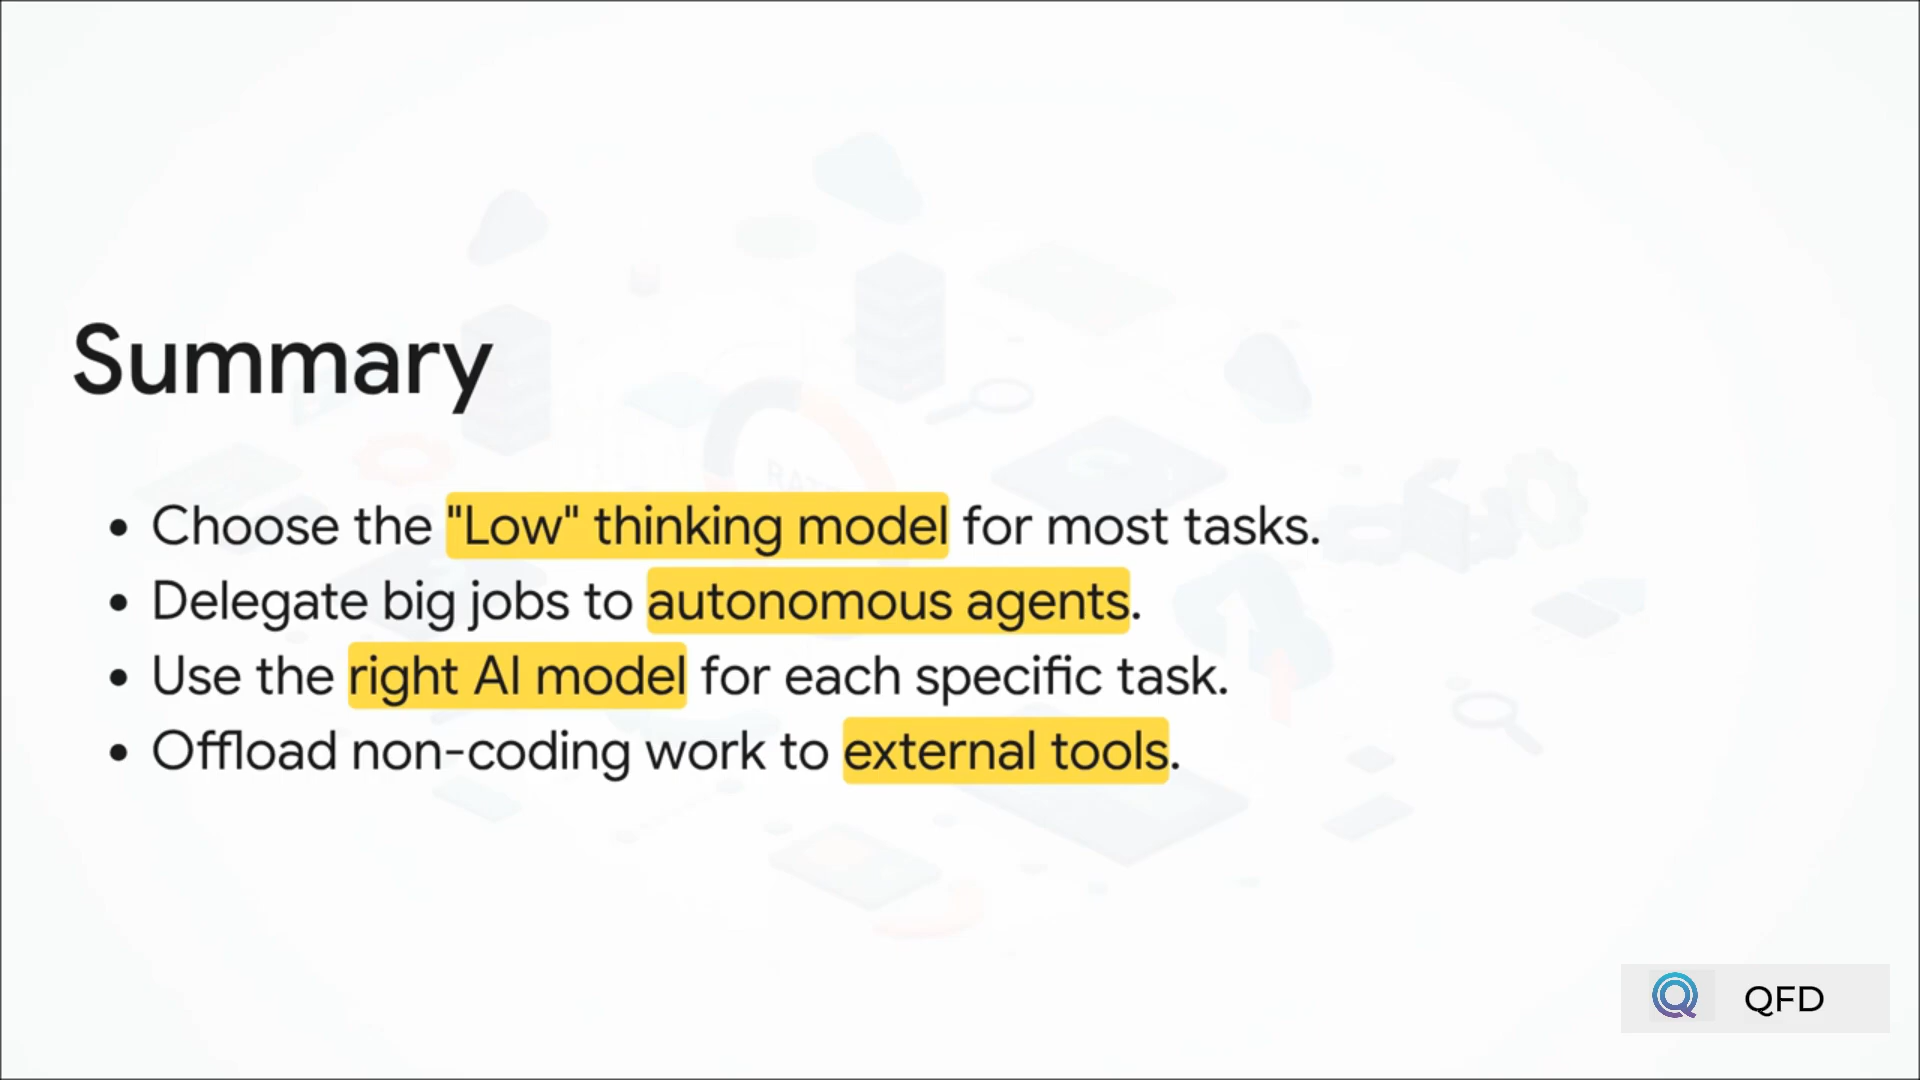 Summary
• Choose the "Low" thinking model for most tasks.
• Delegate big jobs to autonomous agents.
• Use the right AI model for each specific task.
• Offload non-coding work to external tools.
QFD